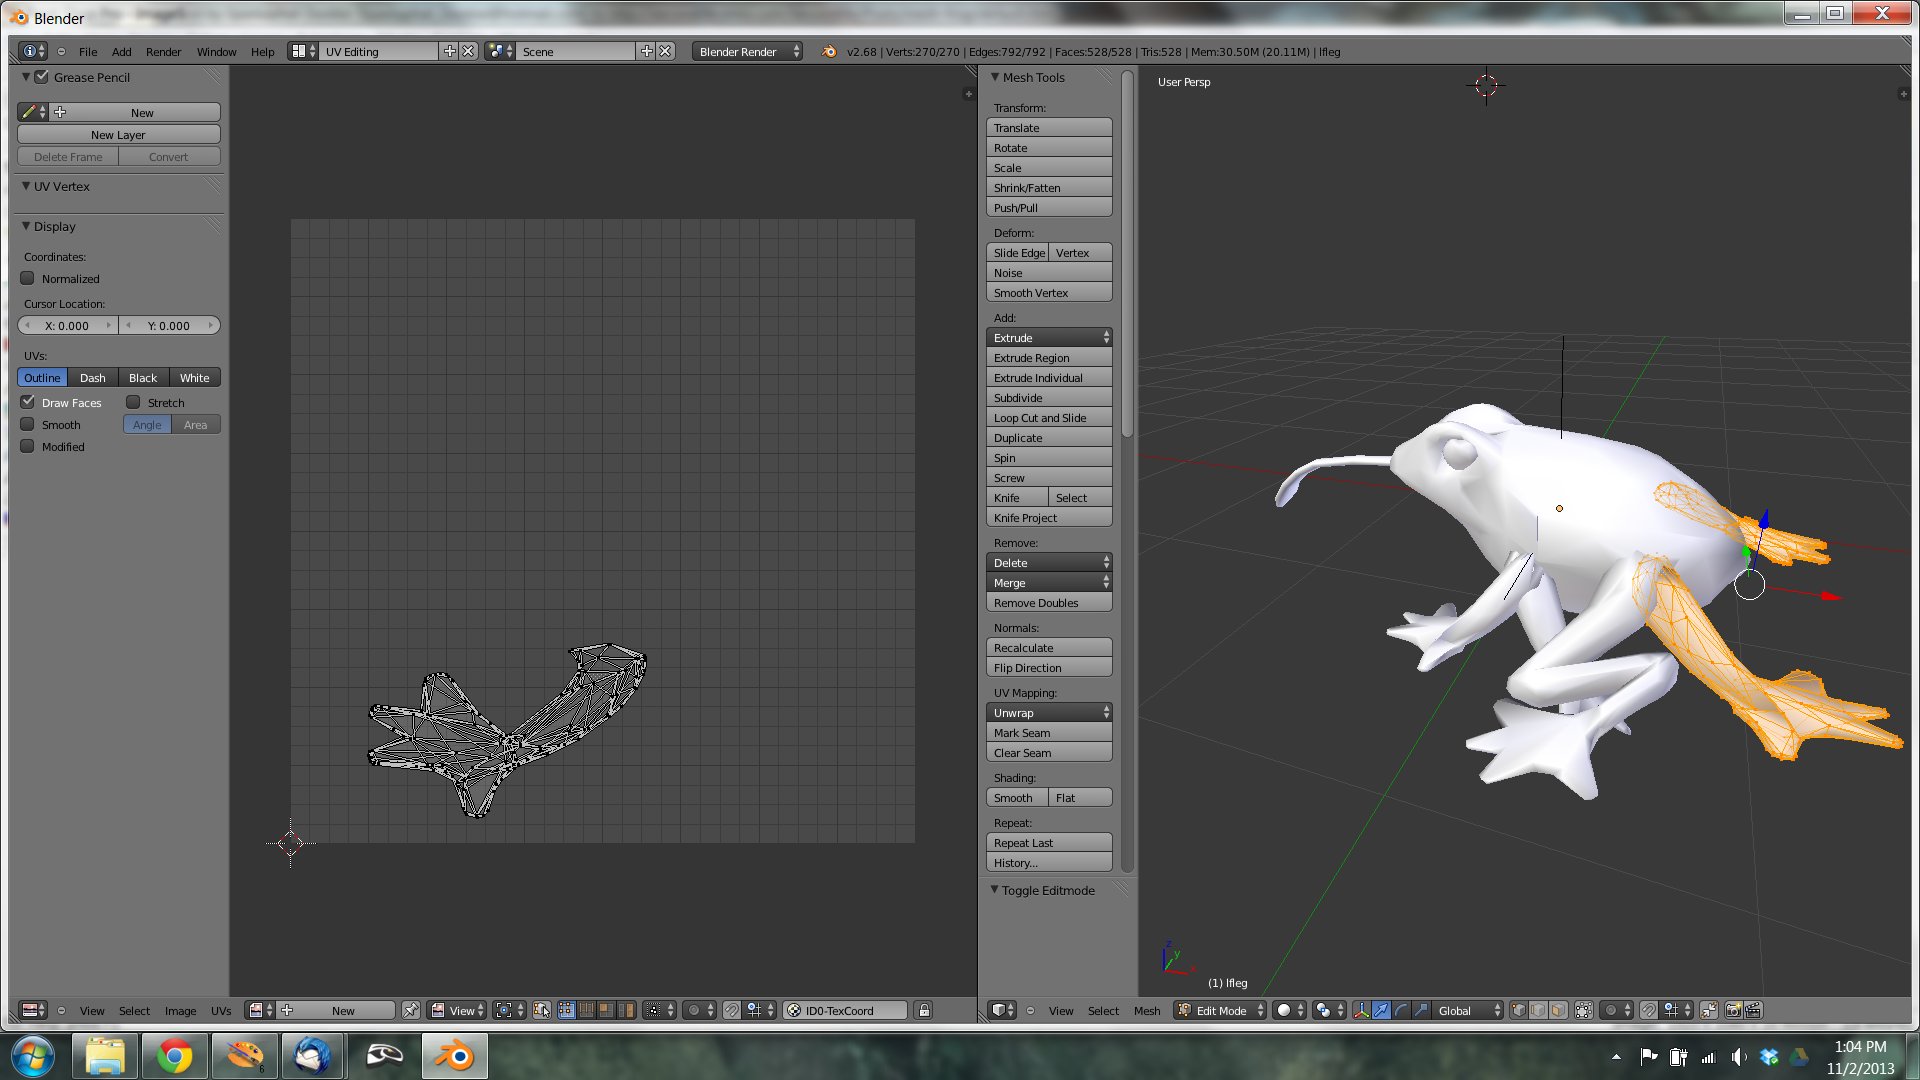 Blender
File Add Render Window Help UV Editing Scene Blender Render v2.68 | Verts:270/270 | Edges:792/792 | Faces:528/528 | Tris:528 | Mem:30.50M (20.11M) | lfleg
Grease Pencil
New
New Layer
Delete Frame Convert
UV Vertex
Display
Coordinates:
Normalized
Cursor Location:
X: 0.000 Y: 0.000
UVs:
Outline Dash Black White
Draw Faces Stretch
Smooth Angle Area
Modified
Mesh Tools
Transform:
Translate
Rotate
Scale
Shrink/Fatten
Push/Pull
Deform:
Slide Edge Vertex
Noise
Smooth Vertex
Add:
Extrude
Extrude Region
Extrude Individual
Subdivide
Loop Cut and Slide
Duplicate
Spin
Screw
Knife Select
Knife Project
Remove:
Delete
Merge
Remove Doubles
Normals:
Recalculate
Flip Direction
UV Mapping:
Unwrap
Mark Seam
Clear Seam
Shading:
Smooth Flat
Repeat:
Repeat Last
History...
Toggle Editmode
User Persp
z
y
x
(1) lfleg
View Select Image UVs New View ID0-TexCoord
View Select Mesh Edit Mode Global
6
1:04 PM
11/2/2013